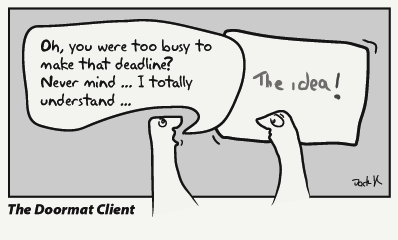 Oh, you were too busy to
make that deadline?
Never mind ... I totally
understand ...
The idea!
Jack K
The Doormat Client